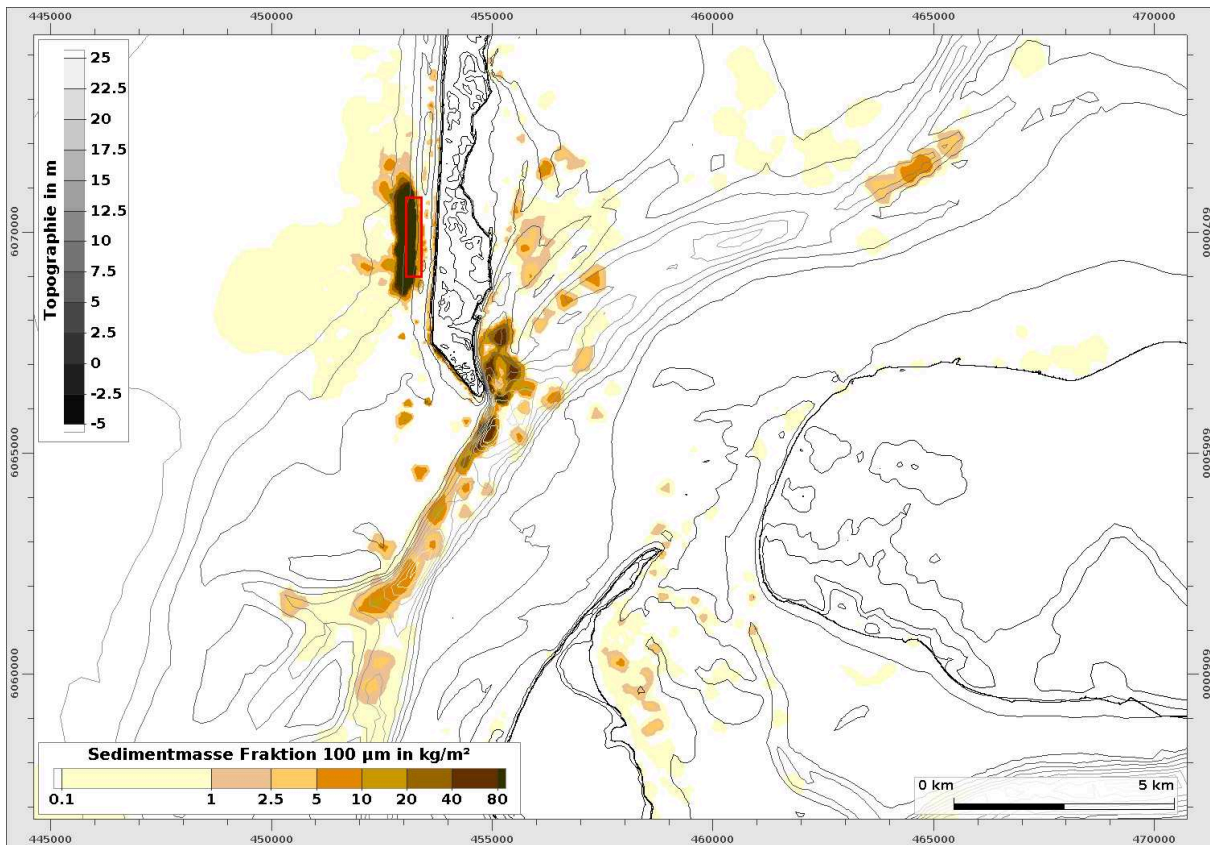 445000 450000 455000 460000 465000 470000
Topographie in m
25
22.5
20
17.5
15
12.5
10
7.5
5
2.5
0
-2.5
-5
6070000 6070000
6065000 6065000
6060000 6060000
Sedimentmasse Fraktion 100 µm in kg/m²
0.1 1 2.5 5 10 20 40 80
0 km 5 km
445000 450000 455000 460000 465000 470000